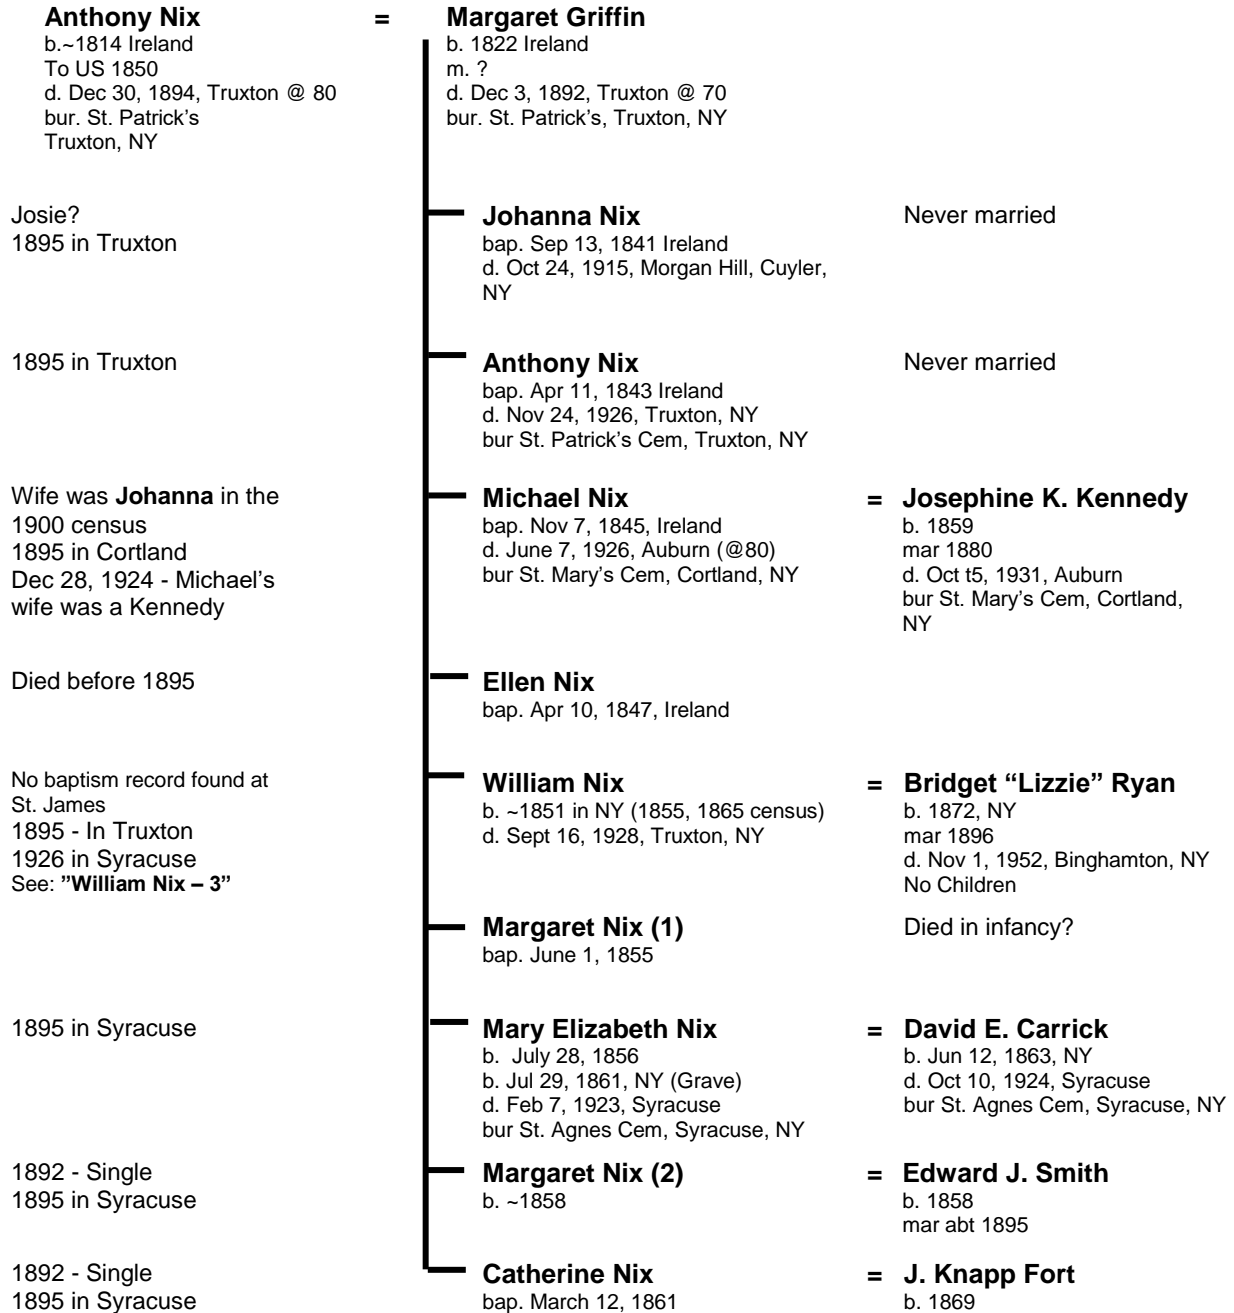 Anthony Nix = Margaret Griffin
b.~1814 Ireland
To US 1850
d. Dec 30, 1894, Truxton @ 80
bur. St. Patrick's
Truxton, NY
b. 1822 Ireland
m. ?
d. Dec 3, 1892, Truxton @ 70
bur. St. Patrick's, Truxton, NY
Josie?
1895 in Truxton
Johanna Nix
bap. Sep 13, 1841 Ireland
d. Oct 24, 1915, Morgan Hill, Cuyler,
NY
Never married
1895 in Truxton
Anthony Nix
bap. Apr 11, 1843 Ireland
d. Nov 24, 1926, Truxton, NY
bur St. Patrick's Cem, Truxton, NY
Never married
Wife was Johanna in the
1900 census
1895 in Cortland
Dec 28, 1924 - Michael's
wife was a Kennedy
Michael Nix
bap. Nov 7, 1845, Ireland
d. June 7, 1926, Auburn (@80)
bur St. Mary's Cem, Cortland, NY
= Josephine K. Kennedy
b. 1859
mar 1880
d. Oct t5, 1931, Auburn
bur St. Mary's Cem, Cortland,
NY
Died before 1895
Ellen Nix
bap. Apr 10, 1847, Ireland
No baptism record found at
St. James
1895 - In Truxton
1926 in Syracuse
See: ”William Nix – 3”
William Nix
b. ~1851 in NY (1855, 1865 census)
d. Sept 16, 1928, Truxton, NY
= Bridget “Lizzie” Ryan
b. 1872, NY
mar 1896
d. Nov 1, 1952, Binghamton, NY
No Children
Margaret Nix (1)
bap. June 1, 1855
Died in infancy?
1895 in Syracuse
Mary Elizabeth Nix
b. July 28, 1856
b. Jul 29, 1861, NY (Grave)
d. Feb 7, 1923, Syracuse
bur St. Agnes Cem, Syracuse, NY
= David E. Carrick
b. Jun 12, 1863, NY
d. Oct 10, 1924, Syracuse
bur St. Agnes Cem, Syracuse, NY
1892 - Single
1895 in Syracuse
Margaret Nix (2)
b. ~1858
= Edward J. Smith
b. 1858
mar abt 1895
1892 - Single
1895 in Syracuse
Catherine Nix
bap. March 12, 1861
= J. Knapp Fort
b. 1869